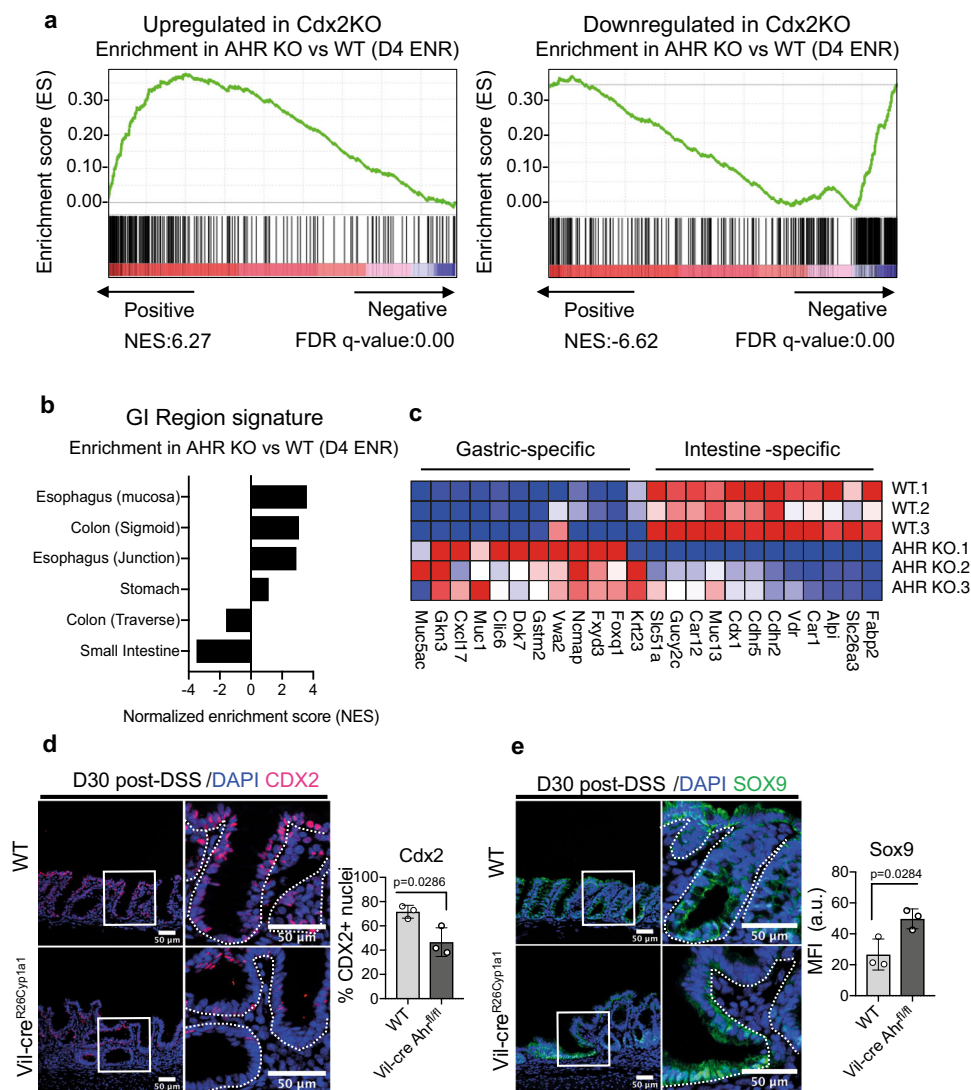 a
Upregulated in Cdx2KO
Enrichment in AHR KO vs WT (D4 ENR)
Enrichment score (ES)
0.30
0.20
0.10
0.00
Positive
Negative
NES:6.27
FDR q-value:0.00
Downregulated in Cdx2KO
Enrichment in AHR KO vs WT (D4 ENR)
Enrichment score (ES)
0.30
0.20
0.10
0.00
Positive
Negative
NES:-6.62
FDR q-value:0.00
b
GI Region signature
Enrichment in AHR KO vs WT (D4 ENR)
Esophagus (mucosa)
Colon (Sigmoid)
Esophagus (Junction)
Stomach
Colon (Traverse)
Small Intestine
-4 -2 0 2 4
Normalized enrichment score (NES)
c
Gastric-specific
Intestine -specific
WT.1
WT.2
WT.3
AHR KO.1
AHR KO.2
AHR KO.3
Muc5ac
Gkn3
Cxcl17
Muc1
Clic6
Dok7
Gstm2
Vwa2
Ncmap
Fxyd3
Foxq1
Krt23
Slc51a
Gucy2c
Car12
Muc13
Cdx1
Cdhr5
Cdhr2
Vdr
Car1
Alpi
Slc26a3
Fabp2
d
D30 post-DSS /DAPI CDX2
WT
50 µm
50 µm
Vil-creR26Cyp1a1
50 µm
50 µm
Cdx2
p=0.0286
% CDX2+ nuclei
100
80
60
40
20
0
WT
Vil-cre Ahrfl/fl
e
D30 post-DSS /DAPI SOX9
WT
50 µm
50 µm
Vil-creR26Cyp1a1
50 µm
50 µm
Sox9
p=0.0284
MFI (a.u.)
80
60
40
20
0
WT
Vil-cre Ahrfl/fl